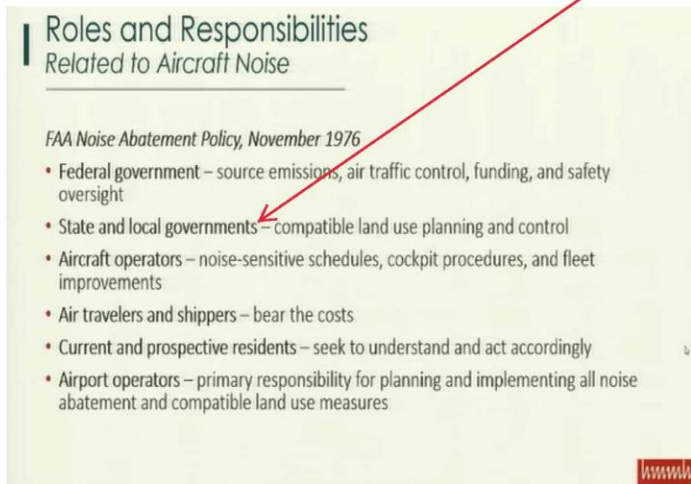 Roles and Responsibilities
Related to Aircraft Noise
FAA Noise Abatement Policy, November 1976
• Federal government – source emissions, air traffic control, funding, and safety
oversight
• State and local governments – compatible land use planning and control
• Aircraft operators – noise-sensitive schedules, cockpit procedures, and fleet
improvements
• Air travelers and shippers – bear the costs
• Current and prospective residents – seek to understand and act accordingly
• Airport operators – primary responsibility for planning and implementing all noise
abatement and compatible land use measures
hmmh